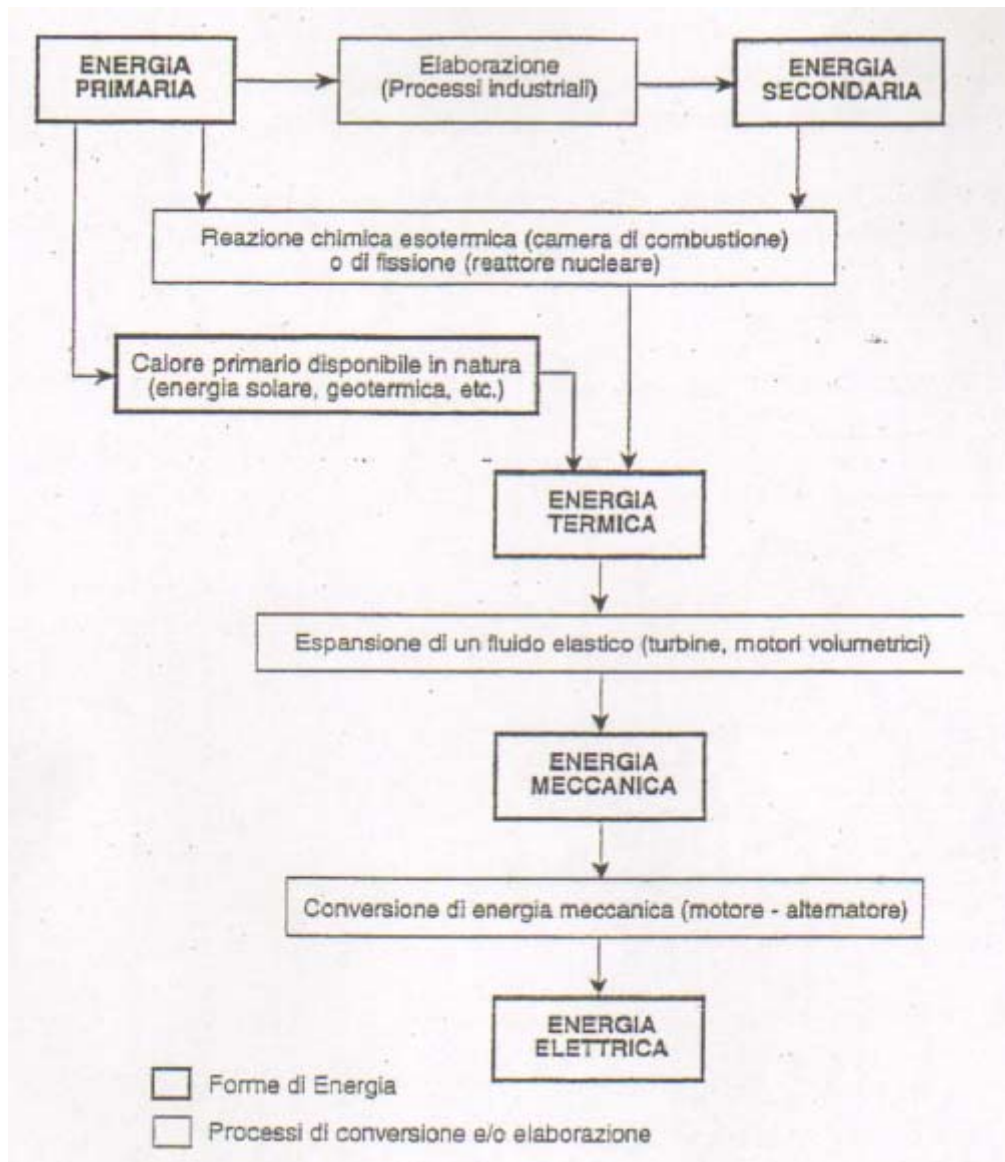 ENERGIA
PRIMARIA
Elaborazione
(Processi industriali)
ENERGIA
SECONDARIA
Reazione chimica esotermica (camera di combustione)
o di fissione (reattore nucleare)
Calore primario disponibile in natura
(energia solare, geotermica, etc.)
ENERGIA
TERMICA
Espansione di un fluido elastico (turbine, motori volumetrici)
ENERGIA
MECCANICA
Conversione di energia meccanica (motore - alternatore)
ENERGIA
ELETTRICA
Forme di Energia
Processi di conversione e/o elaborazione